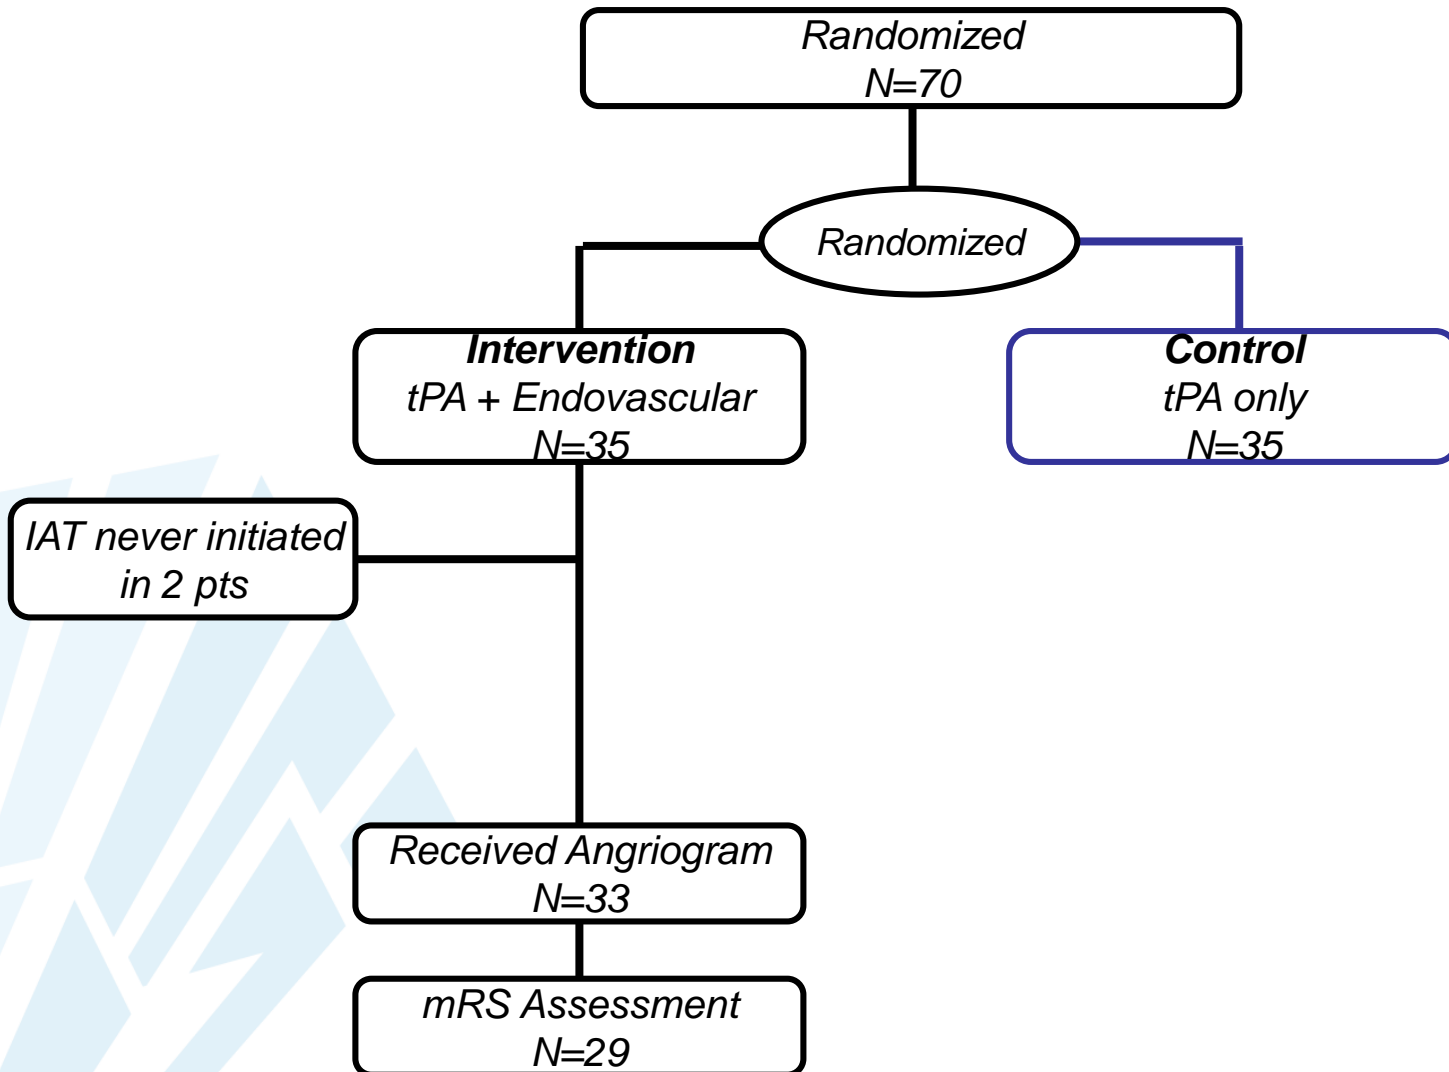 Randomized
N=70
Randomized
Intervention
tPA + Endovascular
N=35
Control
tPA only
N=35
IAT never initiated
in 2 pts
Received Angriogram
N=33
mRS Assessment
N=29